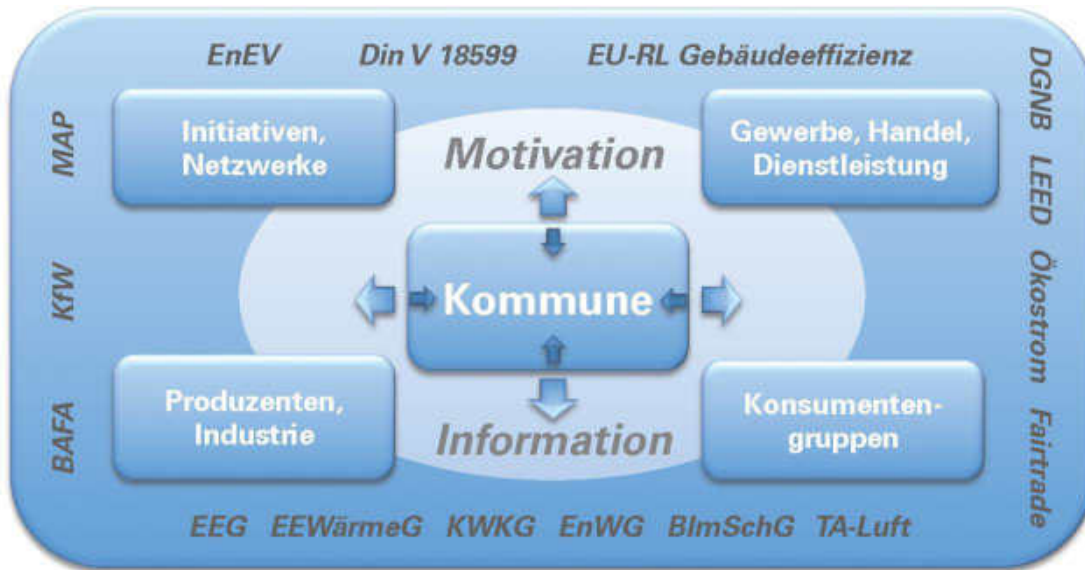 EnEV Din V 18599 EU-RL Gebäudeeffizienz
MAP
KfW
BAFA
Initiativen,
Netzwerke
Motivation
Gewerbe, Handel,
Dienstleistung
Kommune
Produzenten,
Industrie
Information
Konsumenten-
gruppen
DGNB
LEED
Ökostrom
Fairtrade
EEG EEWärmeG KWKG EnWG BImSchG TA-Luft